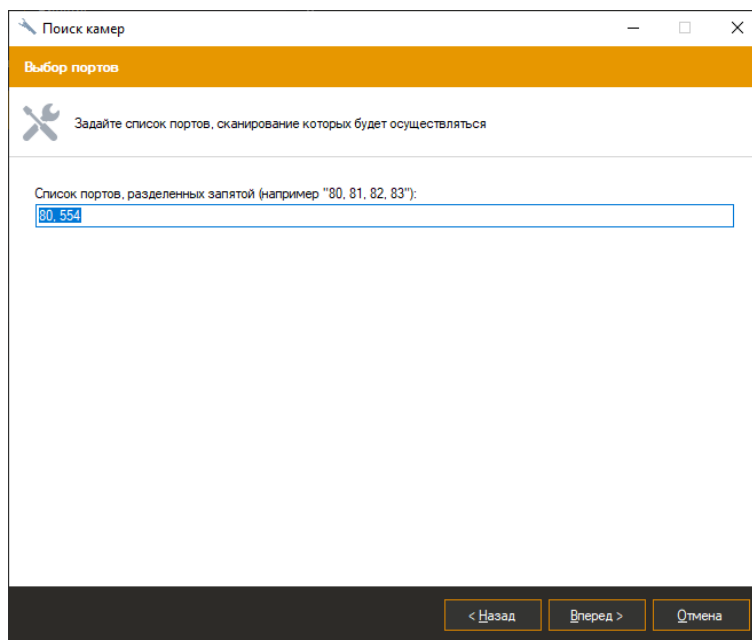 Поиск камер
Выбор портов
Задайте список портов, сканирование которых будет осуществляться
Список портов, разделенных запятой (например "80, 81, 82, 83"):
80, 554
< Назад
Вперед >
Отмена